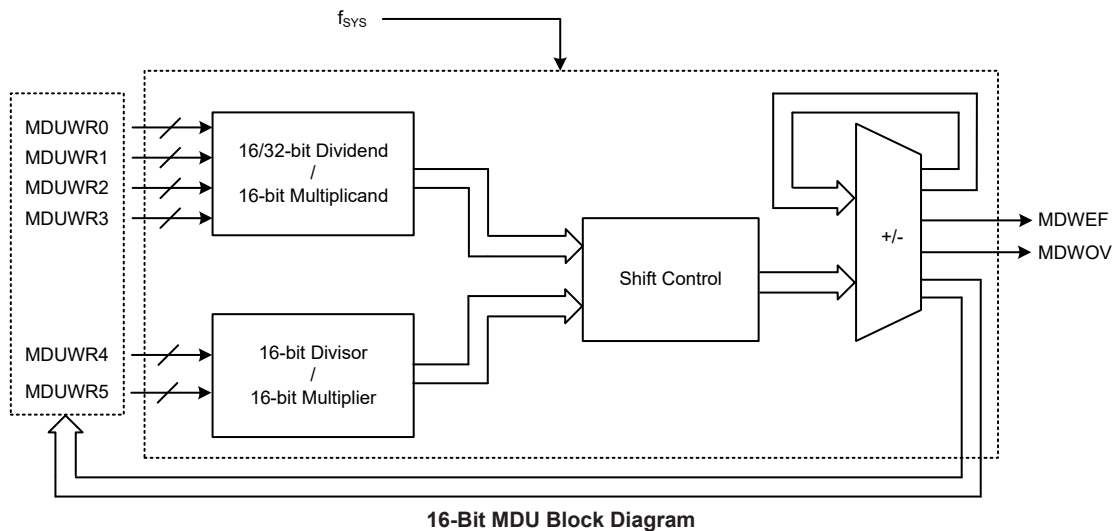 fSYS
MDUWR0
MDUWR1
MDUWR2
MDUWR3
16/32-bit Dividend
/
16-bit Multiplicand
MDWEF
+/-
MDWOV
Shift Control
MDUWR4
MDUWR5
16-bit Divisor
/
16-bit Multiplier
16-Bit MDU Block Diagram